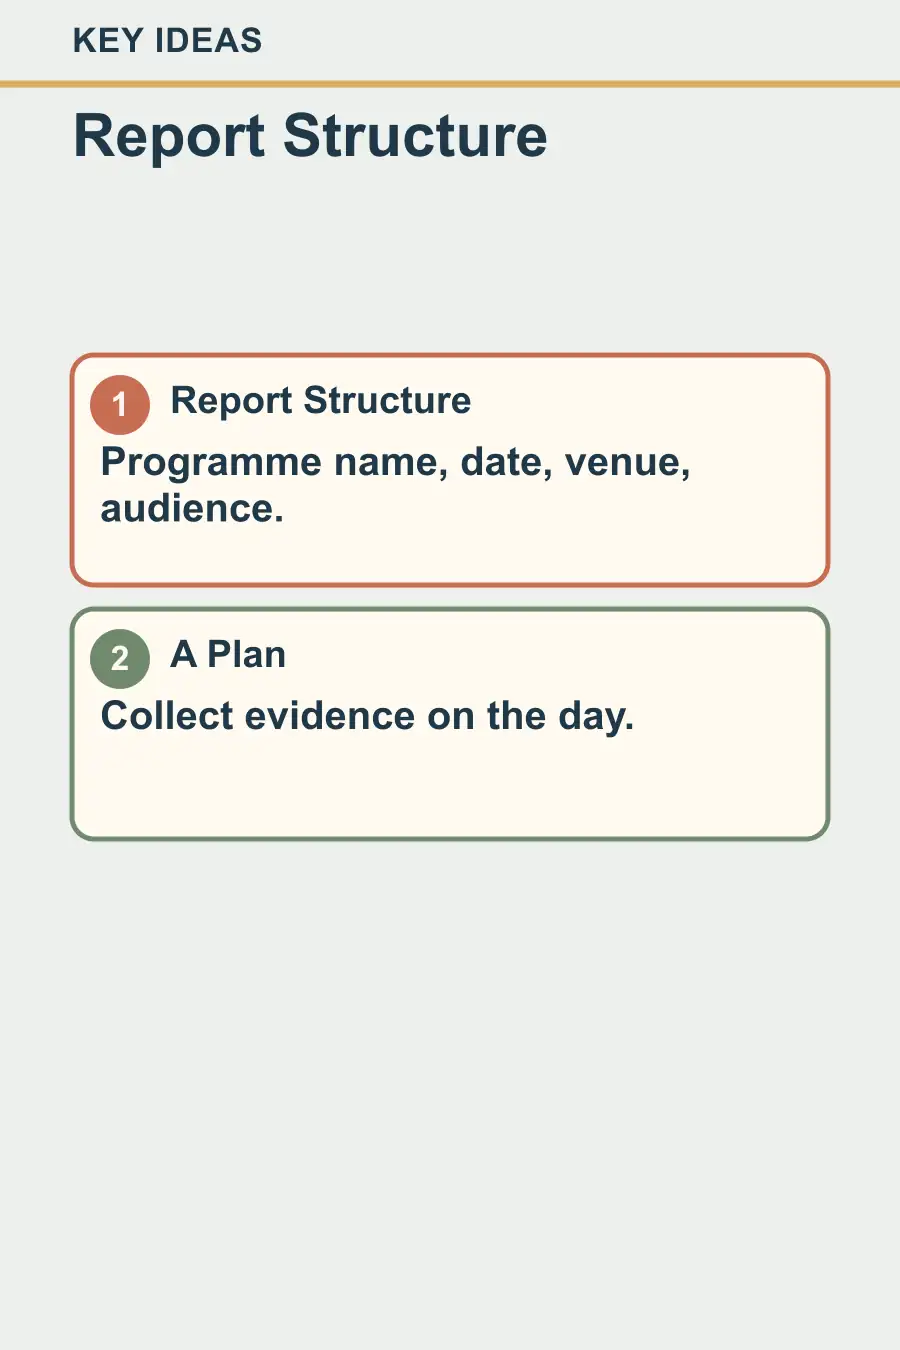 KEY IDEAS
Report Structure
1 Report Structure
Programme name, date, venue,
audience.
2 A Plan
Collect evidence on the day.